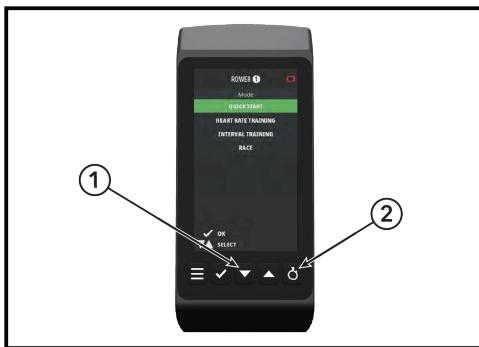 ROWER 1
Mode
QUICK START
HEART RATE TRAINING
INTERVAL TRAINING
RACE
OK
SELECT
1
2